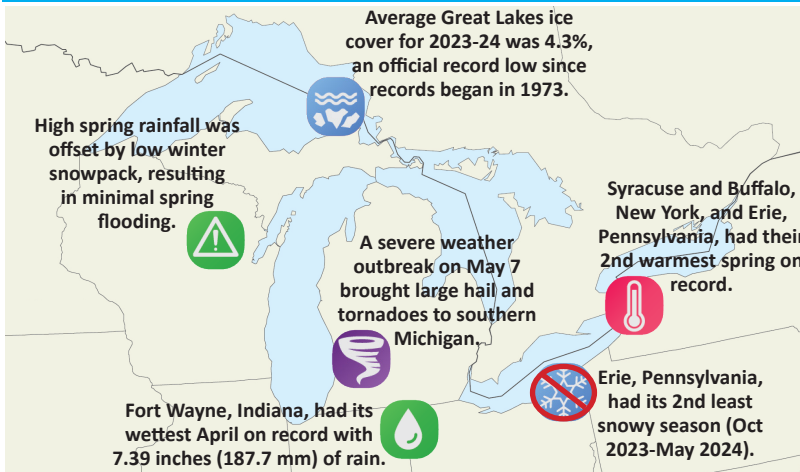 Average Great Lakes ice
cover for 2023-24 was 4.3%,
an official record low since
records began in 1973.
High spring rainfall was
offset by low winter
snowpack, resulting
in minimal spring
flooding.
Syracuse and Buffalo,
New York, and Erie,
Pennsylvania, had their
2nd warmest spring on
record.
A severe weather
outbreak on May 7
brought large hail and
tornadoes to southern
Michigan.
Erie, Pennsylvania,
had its 2nd least
snowy season (Oct
2023-May 2024).
Fort Wayne, Indiana, had its
wettest April on record with
7.39 inches (187.7 mm) of rain.